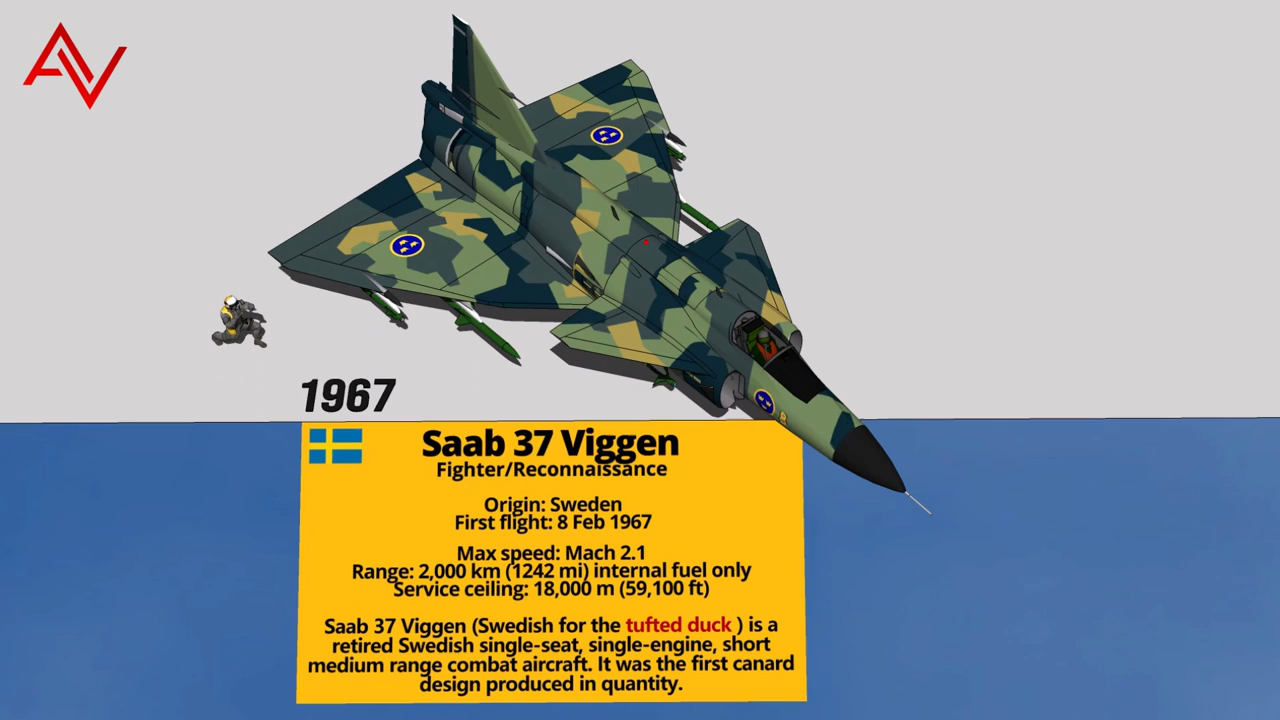 AV
1967
Saab 37 Viggen
Fighter/Reconnaissance
Origin: Sweden
First flight: 8 Feb 1967
Max speed: Mach 2.1
Range: 2,000 km (1242 mi) internal fuel only
Service ceiling: 18,000 m (59,100 ft)
Saab 37 Viggen (Swedish for the tufted duck ) is a
retired Swedish single-seat, single-engine, short
medium range combat aircraft. It was the first canard
design produced in quantity.